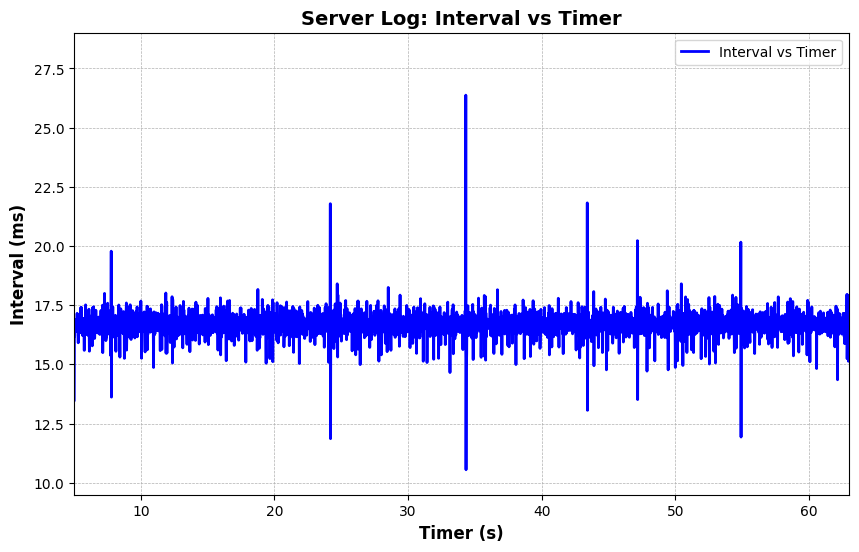 Server Log: Interval vs Timer
Interval vs Timer
27.5
25.0
22.5
20.0
17.5
15.0
12.5
10.0
Interval (ms)
10 20 30 40 50 60
Timer (s)